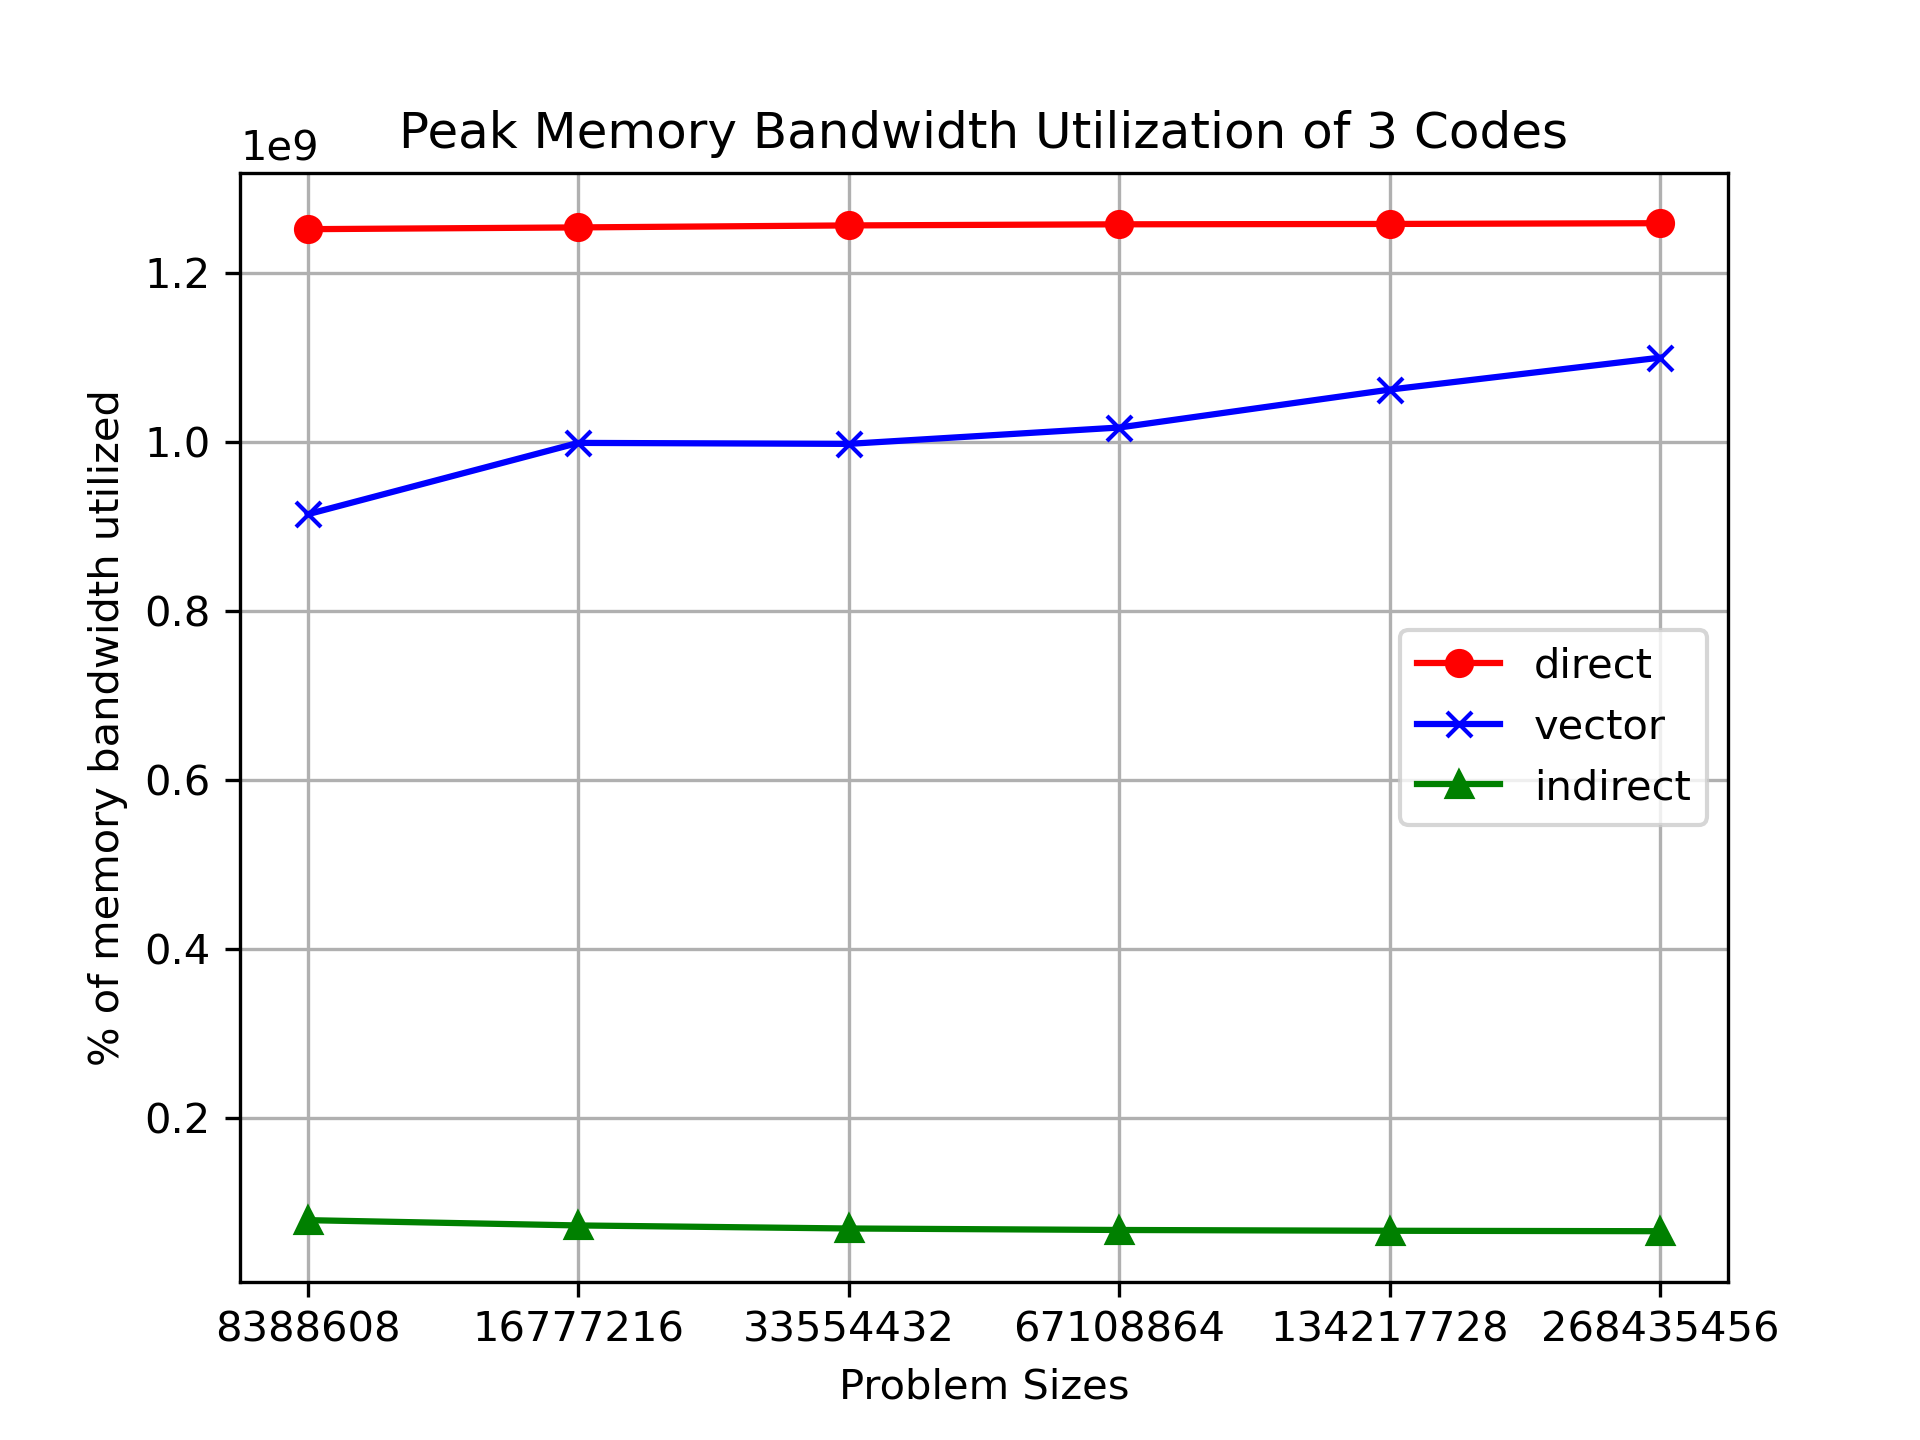 Peak Memory Bandwidth Utilization of 3 Codes
1e9
1.2
1.0
0.8
0.6
0.4
0.2
% of memory bandwidth utilized
direct
vector
indirect
8388608 16777216 33554432 67108864 134217728 268435456
Problem Sizes